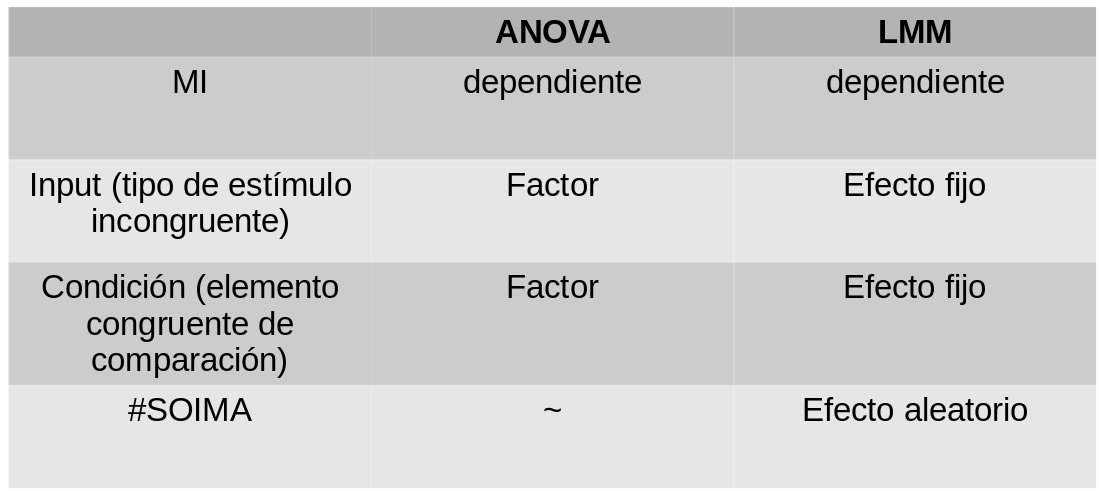 ANOVA LMM
MI dependiente dependiente
Input (tipo de estímulo Factor Efecto fijo
incongruente)
Condición (elemento Factor Efecto fijo
congruente de
comparación)
#SOIMA ~ Efecto aleatorio